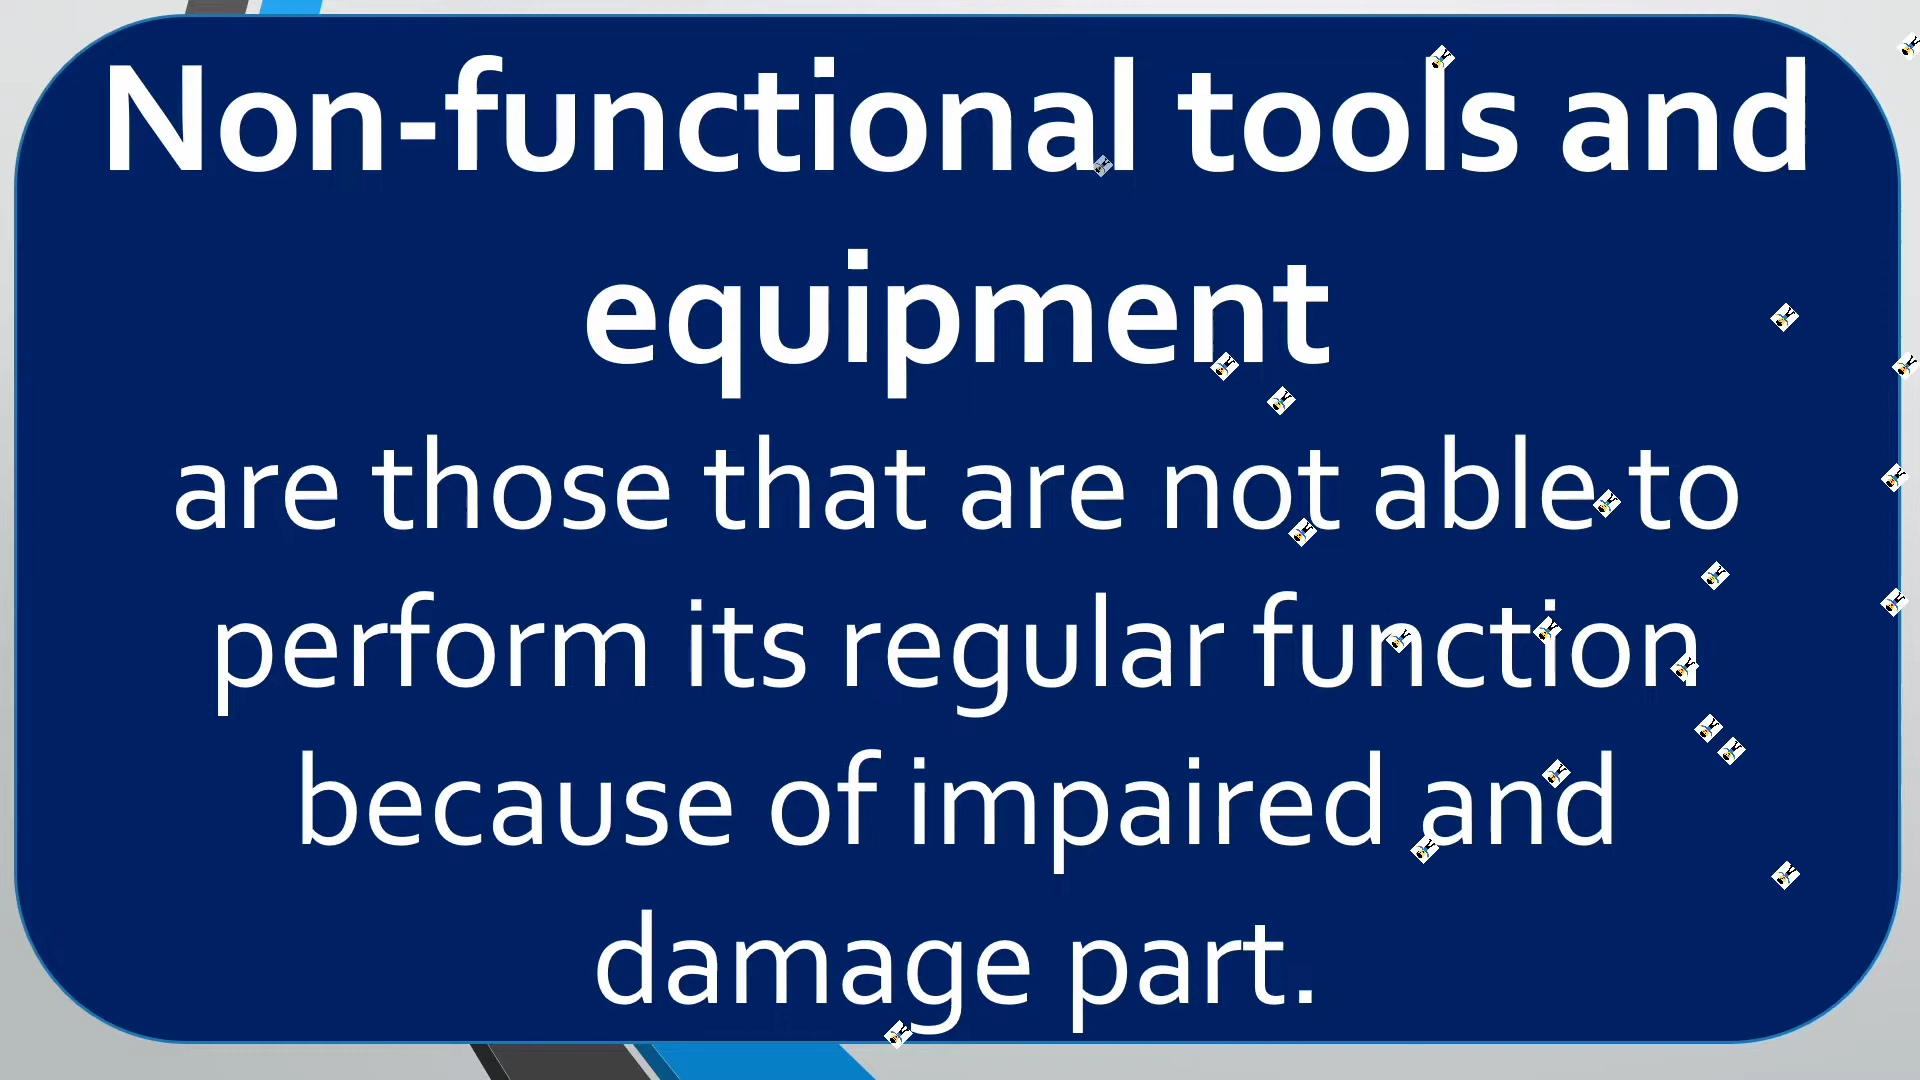 Non-functional tools and
equipment
are those that are not able to
perform its regular function
because of impaired and
damage part.